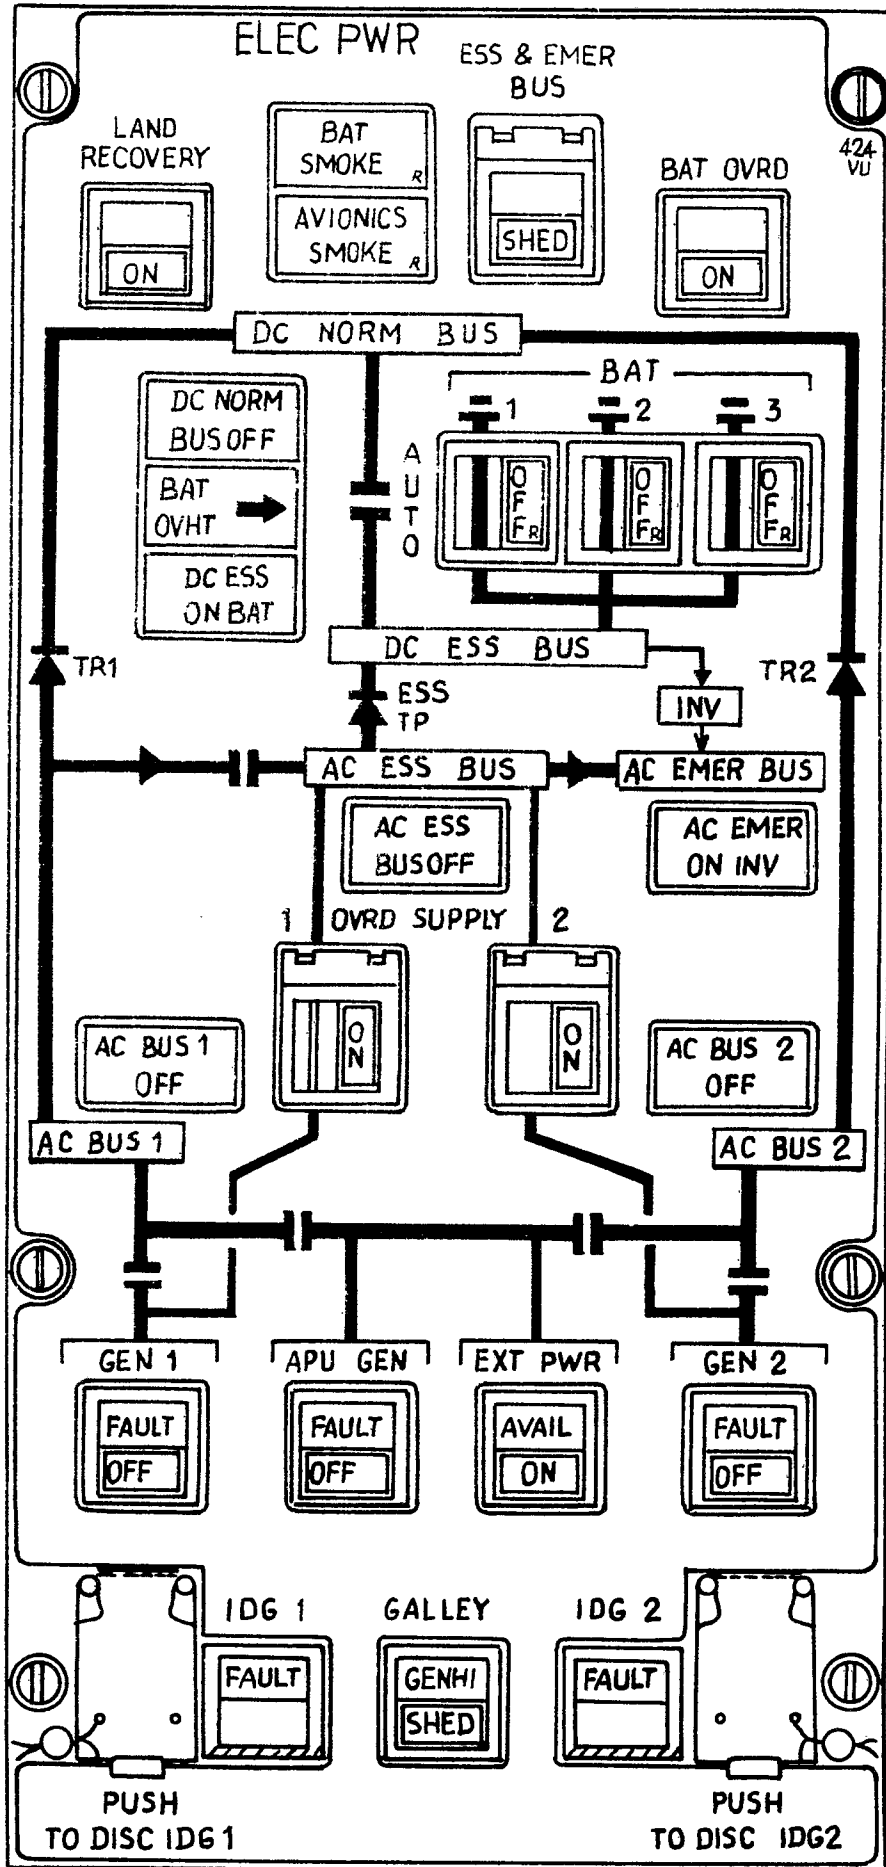 ELEC PWR
ESS & EMER
BUS
424
VU
LAND
RECOVERY
BAT
SMOKE R
AVIONICS
SMOKE R
BAT OVRD
ON
SHED
ON
DC NORM BUS
BAT
1 2 3
DC NORM
BUS OFF
BAT
OVHT
DC ESS
ON BAT
AUTO
OFF R
OFF R
OFF R
DC ESS BUS
TR1
ESS
TP
TR2
INV
AC ESS BUS
AC EMER BUS
AC ESS
BUS OFF
AC EMER
ON INV
1 OVRD SUPPLY 2
ON
ON
AC BUS 1
OFF
AC BUS 2
OFF
AC BUS 1
AC BUS 2
GEN 1
APU GEN
EXT PWR
GEN 2
FAULT
OFF
FAULT
OFF
AVAIL
ON
FAULT
OFF
IDG 1
GALLEY
IDG 2
FAULT
GENHI
SHED
FAULT
PUSH
TO DISC IDG1
PUSH
TO DISC IDG2